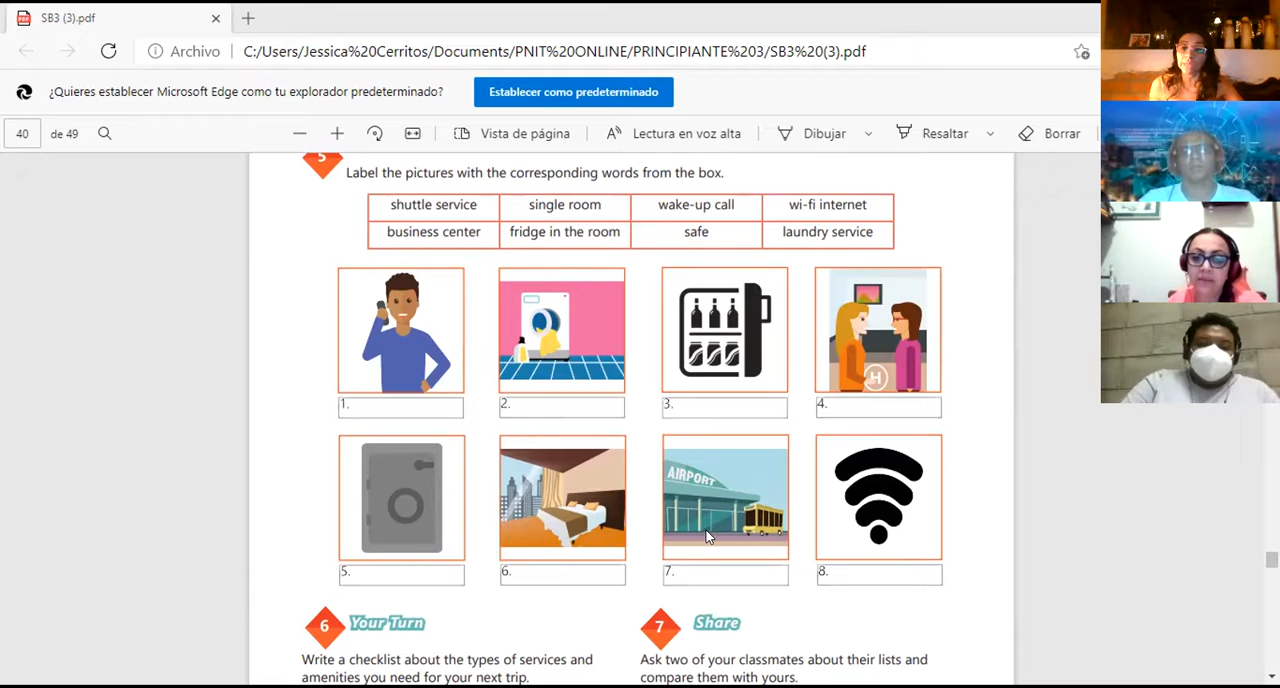 SB3 (3).pdf
Archivo
C:/Users/Jessica%20Cerritos/Documents/PNIT%20ONLINE/PRINCIPIANTE%203/SB3%20(3).pdf
¿Quieres establecer Microsoft Edge como tu explorador predeterminado?
Establecer como predeterminado
40 de 49
Vista de página
Lectura en voz alta
Dibujar
Resaltar
Borrar
5
Label the pictures with the corresponding words from the box.
shuttle service single room wake-up call wi-fi internet
business center fridge in the room safe laundry service
H
1. 2. 3. 4.
AIRPORT
5. 6. 7. 8.
6 Your Turn
Write a checklist about the types of services and
amenities you need for your next trip.
7 Share
Ask two of your classmates about their lists and
compare them with yours.